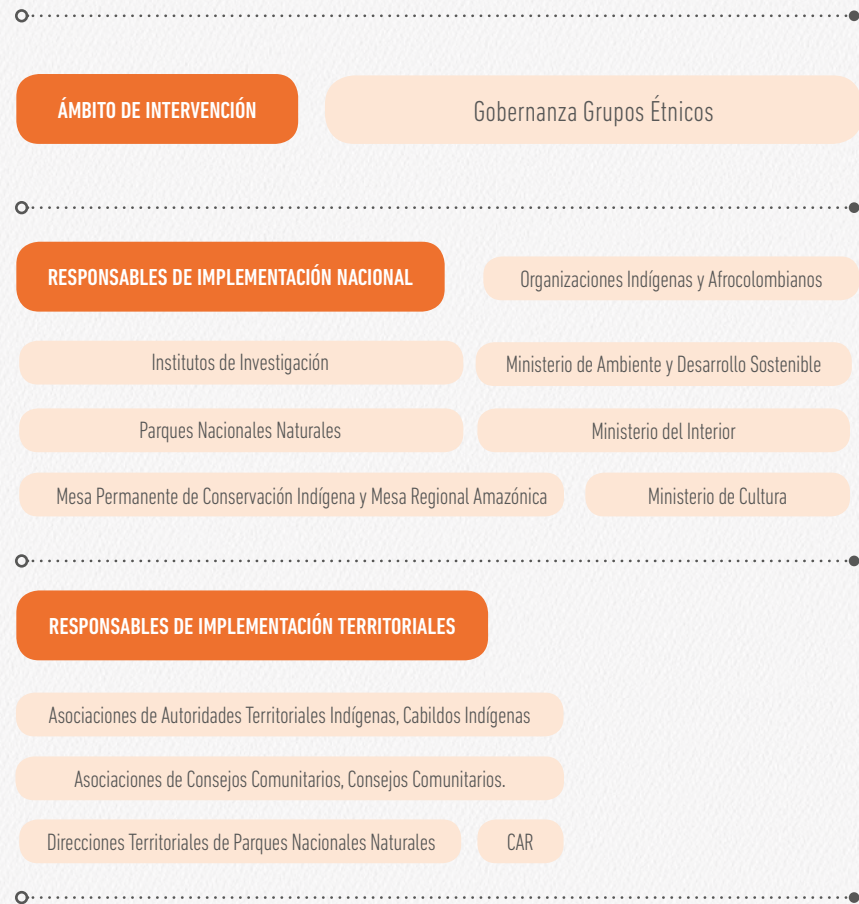 ÁMBITO DE INTERVENCIÓN
Gobernanza Grupos Étnicos
RESPONSABLES DE IMPLEMENTACIÓN NACIONAL
Organizaciones Indígenas y Afrocolombianos
Institutos de Investigación
Ministerio de Ambiente y Desarrollo Sostenible
Parques Nacionales Naturales
Ministerio del Interior
Mesa Permanente de Conservación Indígena y Mesa Regional Amazónica
Ministerio de Cultura
RESPONSABLES DE IMPLEMENTACIÓN TERRITORIALES
Asociaciones de Autoridades Territoriales Indígenas, Cabildos Indígenas
Asociaciones de Consejos Comunitarios, Consejos Comunitarios.
Direcciones Territoriales de Parques Nacionales Naturales
CAR